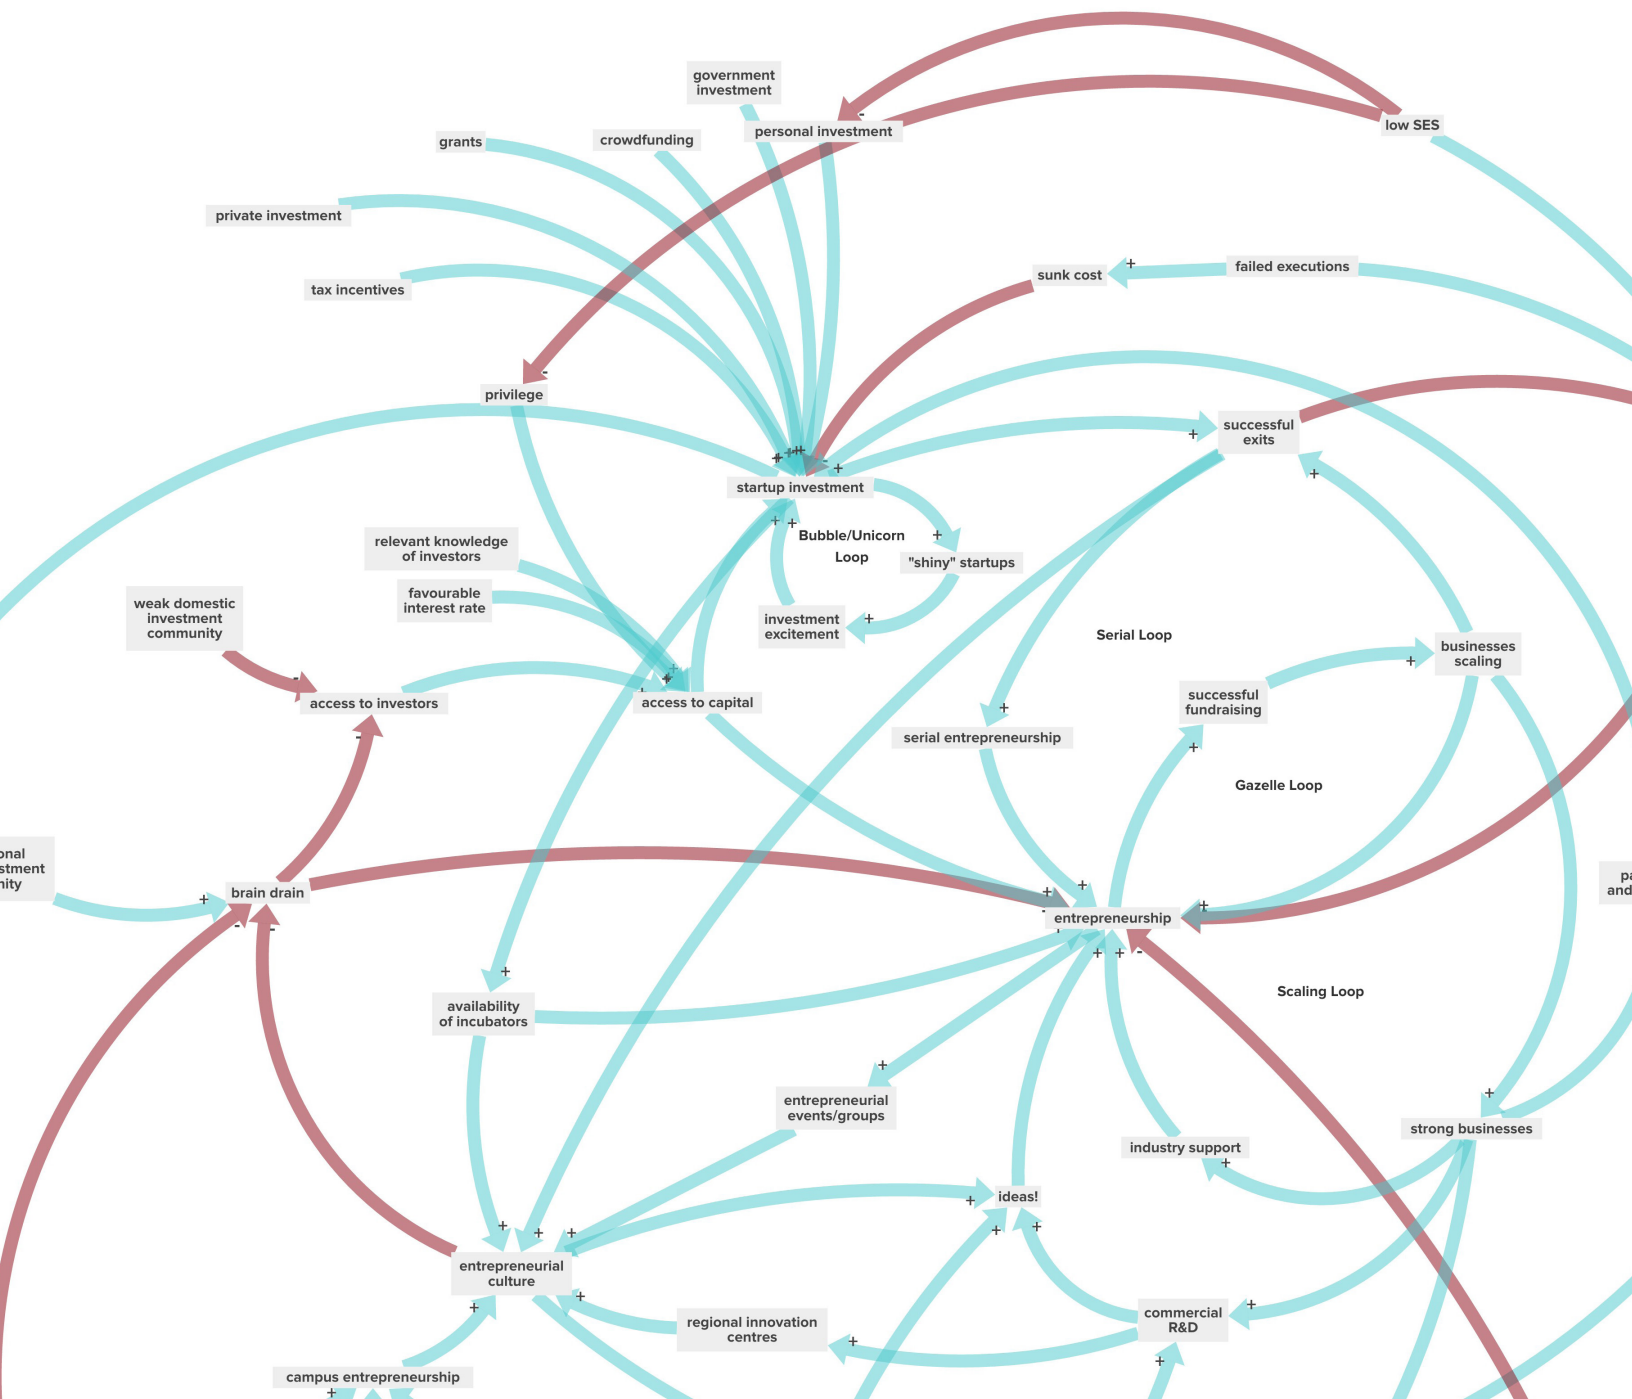 government
investment
personal investment
low SES
grants
crowdfunding
private investment
tax incentives
sunk cost
failed executions
privilege
successful
exits
startup investment
Bubble/Unicorn
Loop
"shiny" startups
relevant knowledge
of investors
favourable
interest rate
weak domestic
investment
community
investment
excitement
Serial Loop
businesses
scaling
successful
fundraising
access to investors
access to capital
serial entrepreneurship
Gazelle Loop
brain drain
entrepreneurship
Scaling Loop
availability
of incubators
entrepreneurial
events/groups
strong businesses
industry support
ideas!
entrepreneurial
culture
regional innovation
centres
commercial
R&D
campus entrepreneurship